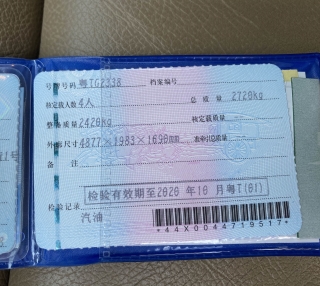 号牌号码 粤TG2338 档案编号
核定载人数 4人 总质量 2720kg
整备质量 2420kg 核定载质量
外廓尺寸 4877×1983×1690mm 准牵引总质量
备注
检验有效期至2026 年10 月粤T(01)
检验记录
汽油
*44X0044719517*